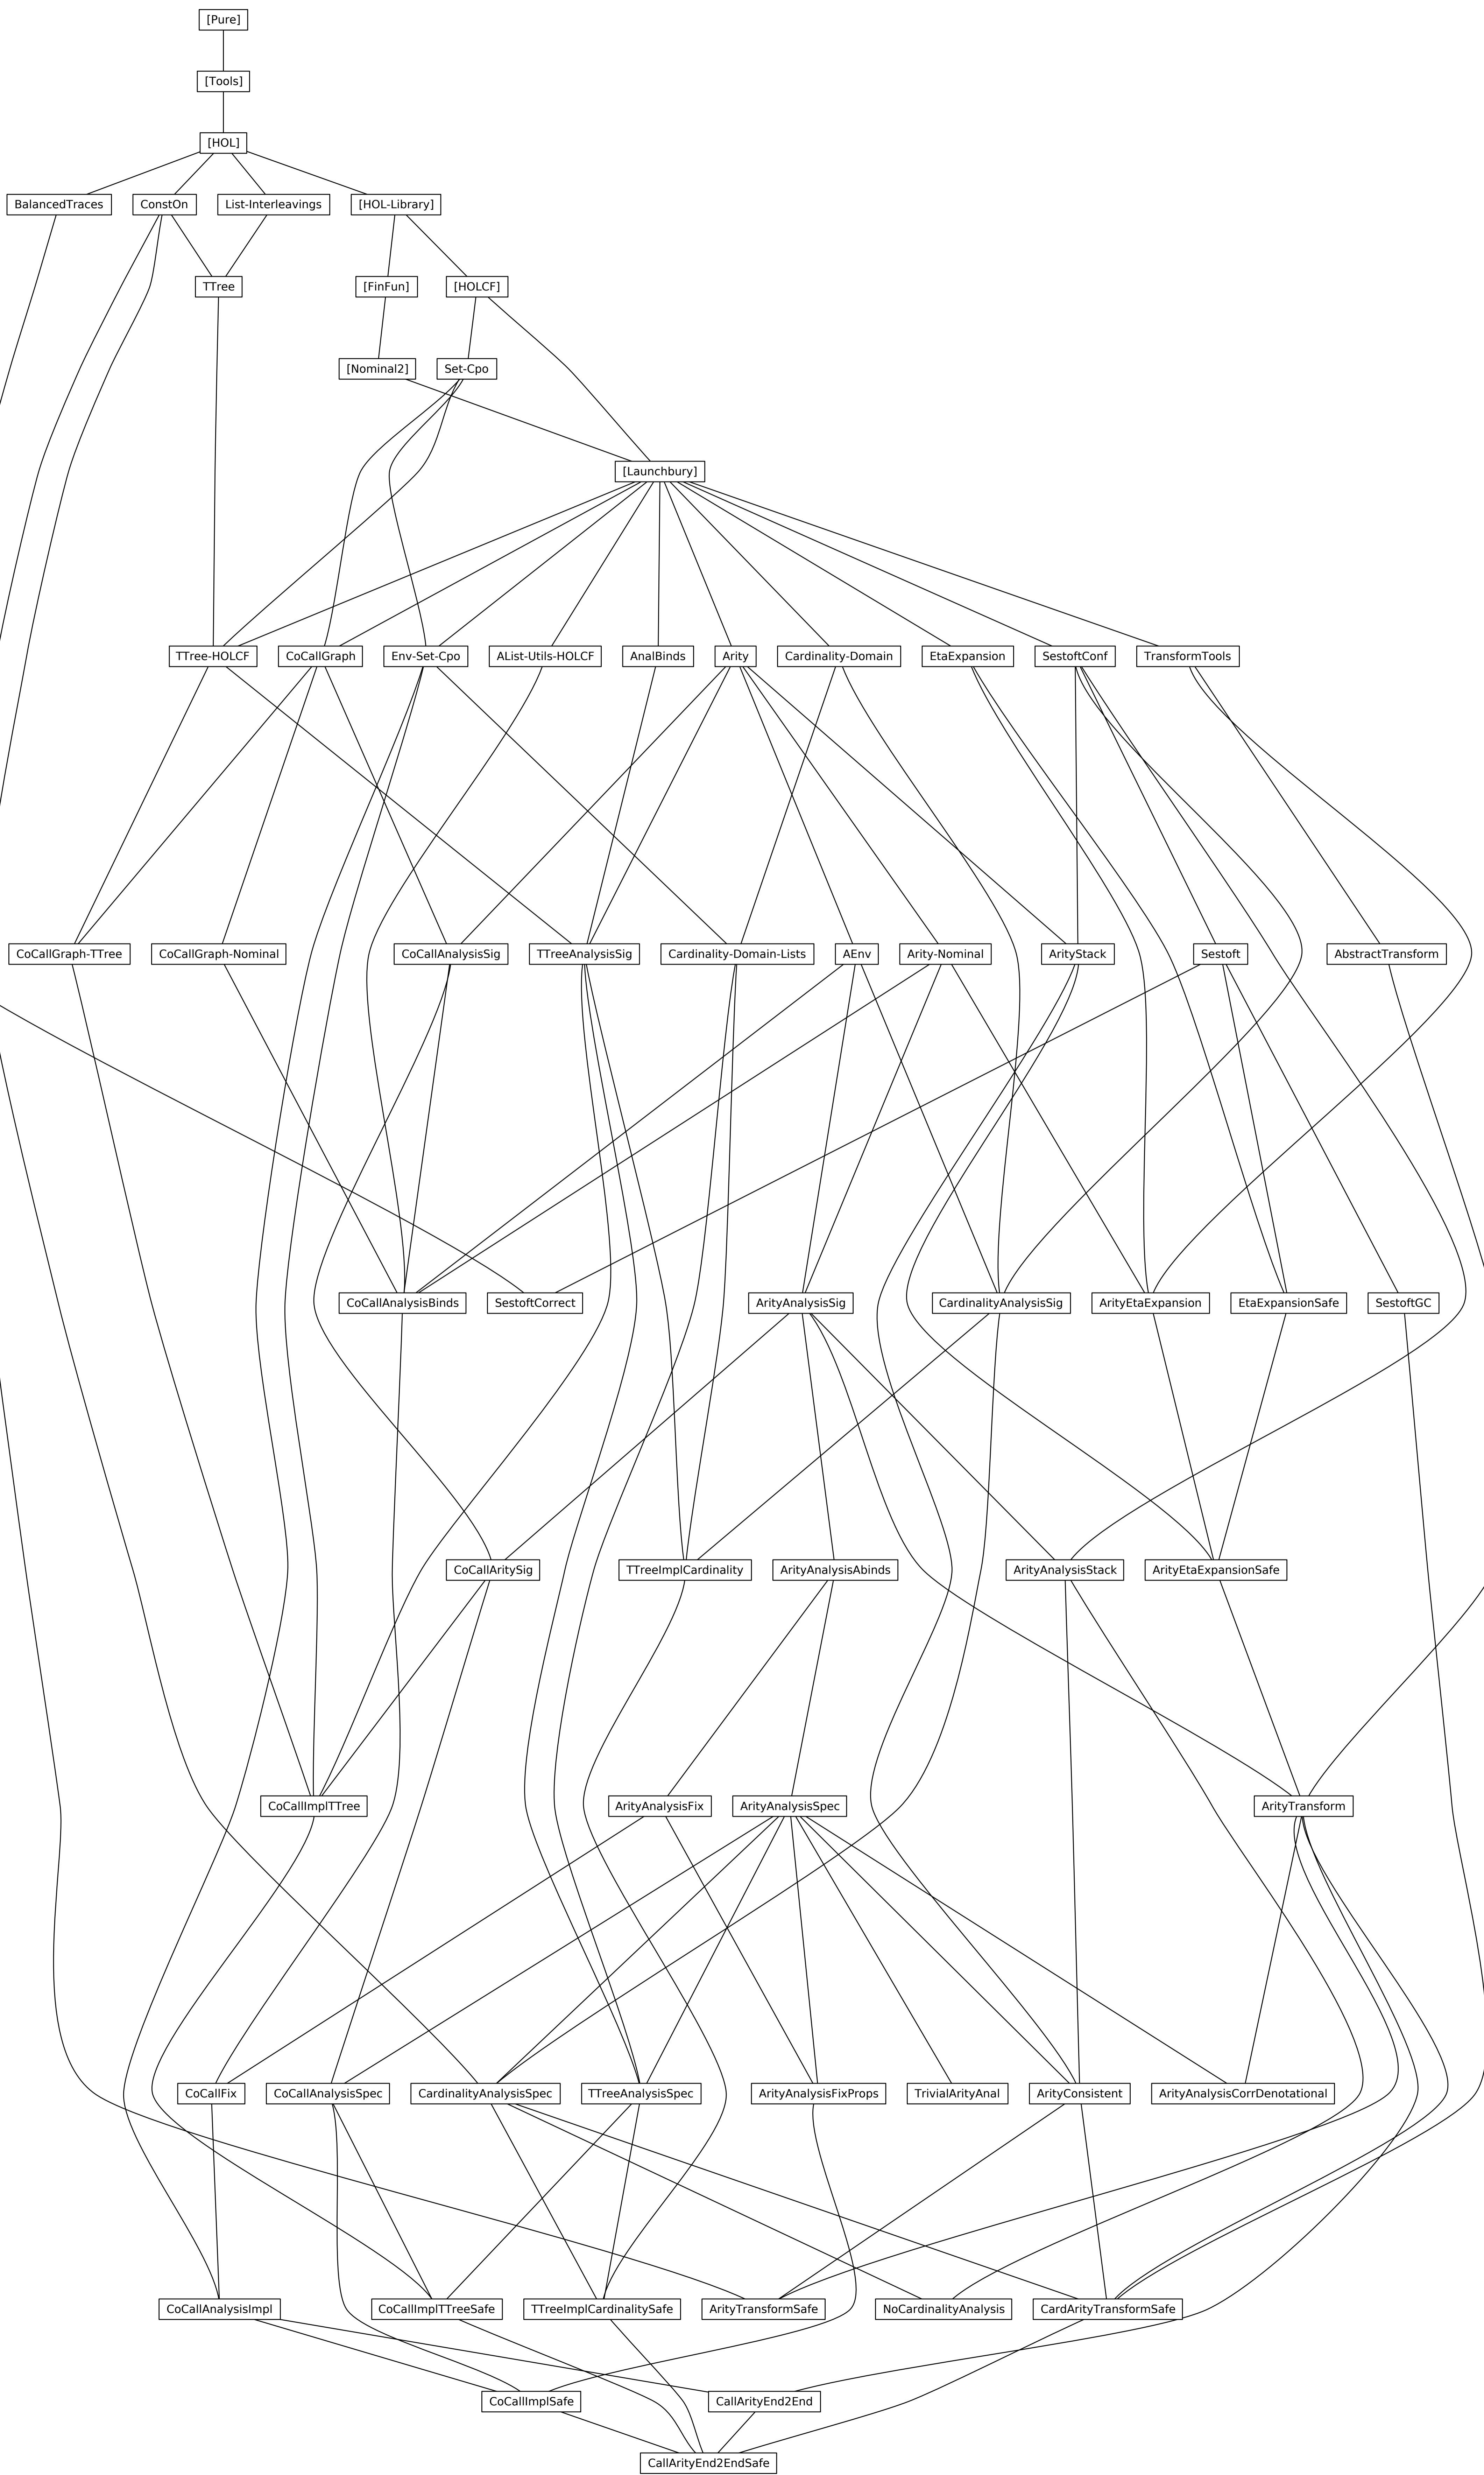 [Pure]
[Tools]
[HOL]
BalancedTraces
ConstOn
List-Interleavings
[HOL-Library]
TTree
[FinFun]
[HOLCF]
[Nominal2]
Set-Cpo
[Launchbury]
TTree-HOLCF
CoCallGraph
Env-Set-Cpo
AList-Utils-HOLCF
AnalBinds
Arity
Cardinality-Domain
EtaExpansion
SestoftConf
TransformTools
CoCallGraph-TTree
CoCallGraph-Nominal
CoCallAnalysisSig
TTreeAnalysisSig
Cardinality-Domain-Lists
AEnv
Arity-Nominal
ArityStack
Sestoft
AbstractTransform
CoCallAnalysisBinds
SestoftCorrect
ArityAnalysisSig
CardinalityAnalysisSig
ArityEtaExpansion
EtaExpansionSafe
SestoftGC
CoCallAritySig
TTreeImplCardinality
ArityAnalysisAbinds
ArityAnalysisStack
ArityEtaExpansionSafe
CoCallImplTTree
ArityAnalysisFix
ArityAnalysisSpec
ArityTransform
CoCallFix
CoCallAnalysisSpec
CardinalityAnalysisSpec
TTreeAnalysisSpec
ArityAnalysisFixProps
TrivialArityAnal
ArityConsistent
ArityAnalysisCorrDenotational
CoCallAnalysisImpl
CoCallImplTTreeSafe
TTreeImplCardinalitySafe
ArityTransformSafe
NoCardinalityAnalysis
CardArityTransformSafe
CoCallImplSafe
CallArityEnd2End
CallArityEnd2EndSafe